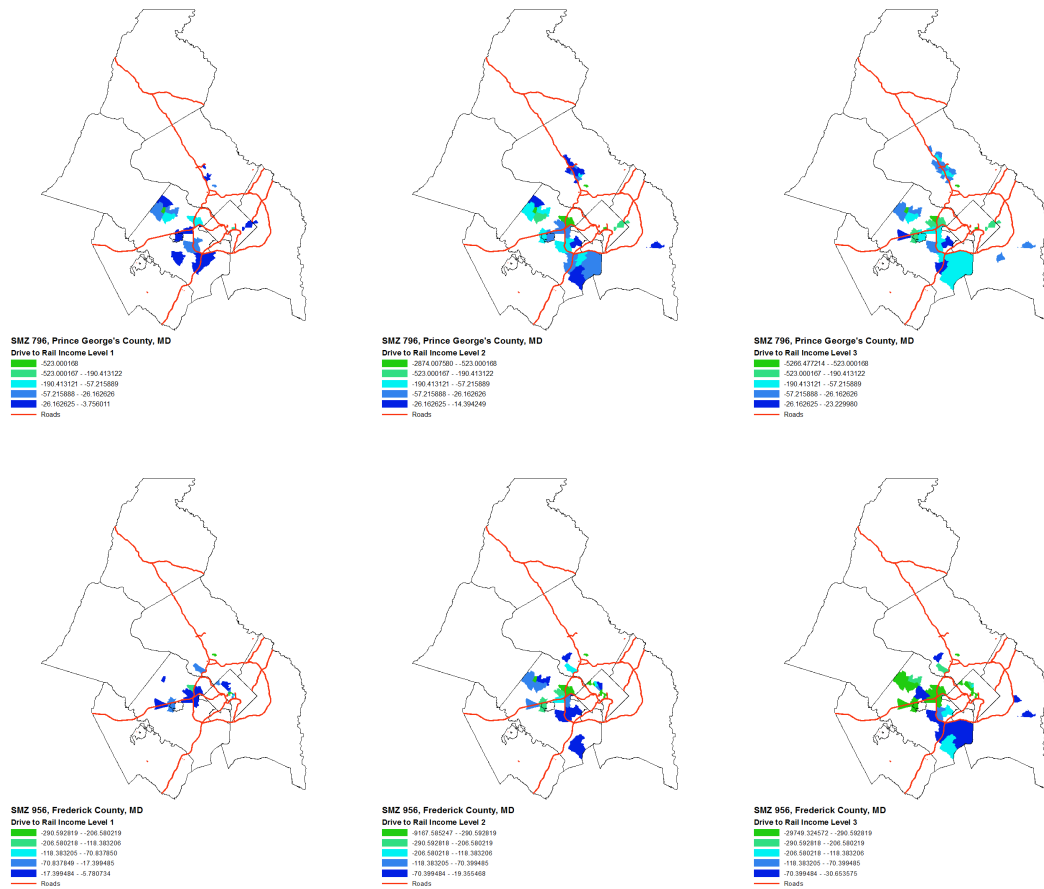 SMZ 796, Prince George's County, MD
Drive to Rail Income Level 1
-523.000168
-523.000167 - -190.413122
-190.413121 - -57.215889
-57.215888 - -26.162626
-26.162625 - -3.756011
Roads
SMZ 796, Prince George's County, MD
Drive to Rail Income Level 2
-2874.007580 - -523.000168
-523.000167 - -190.413122
-190.413121 - -57.215889
-57.215888 - -26.162626
-26.162625 - -14.394249
Roads
SMZ 796, Prince George's County, MD
Drive to Rail Income Level 3
-5266.477214 - -523.000168
-523.000167 - -190.413122
-190.413121 - -57.215889
-57.215888 - -26.162626
-26.162625 - -23.229980
Roads
SMZ 956, Frederick County, MD
Drive to Rail Income Level 1
-290.592819 - -206.580219
-206.580218 - -118.383206
-118.383205 - -70.837850
-70.837849 - -17.399485
-17.399484 - -5.780734
Roads
SMZ 956, Frederick County, MD
Drive to Rail Income Level 2
-9167.585247 - -290.592819
-290.592818 - -206.580219
-206.580218 - -118.383206
-118.383205 - -70.399485
-70.399484 - -19.355468
Roads
SMZ 956, Frederick County, MD
Drive to Rail Income Level 3
-29749.324572 - -290.592819
-290.592818 - -206.580219
-206.580218 - -118.383206
-118.383205 - -70.399485
-70.399484 - -30.653575
Roads